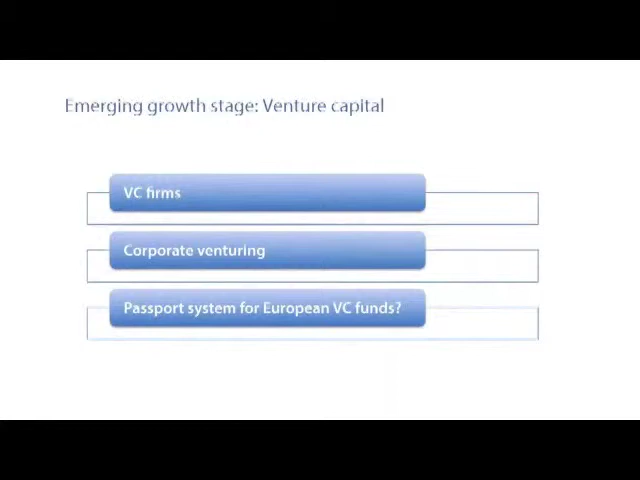 Emerging growth stage: Venture capital
VC firms
Corporate venturing
Passport system for European VC funds?